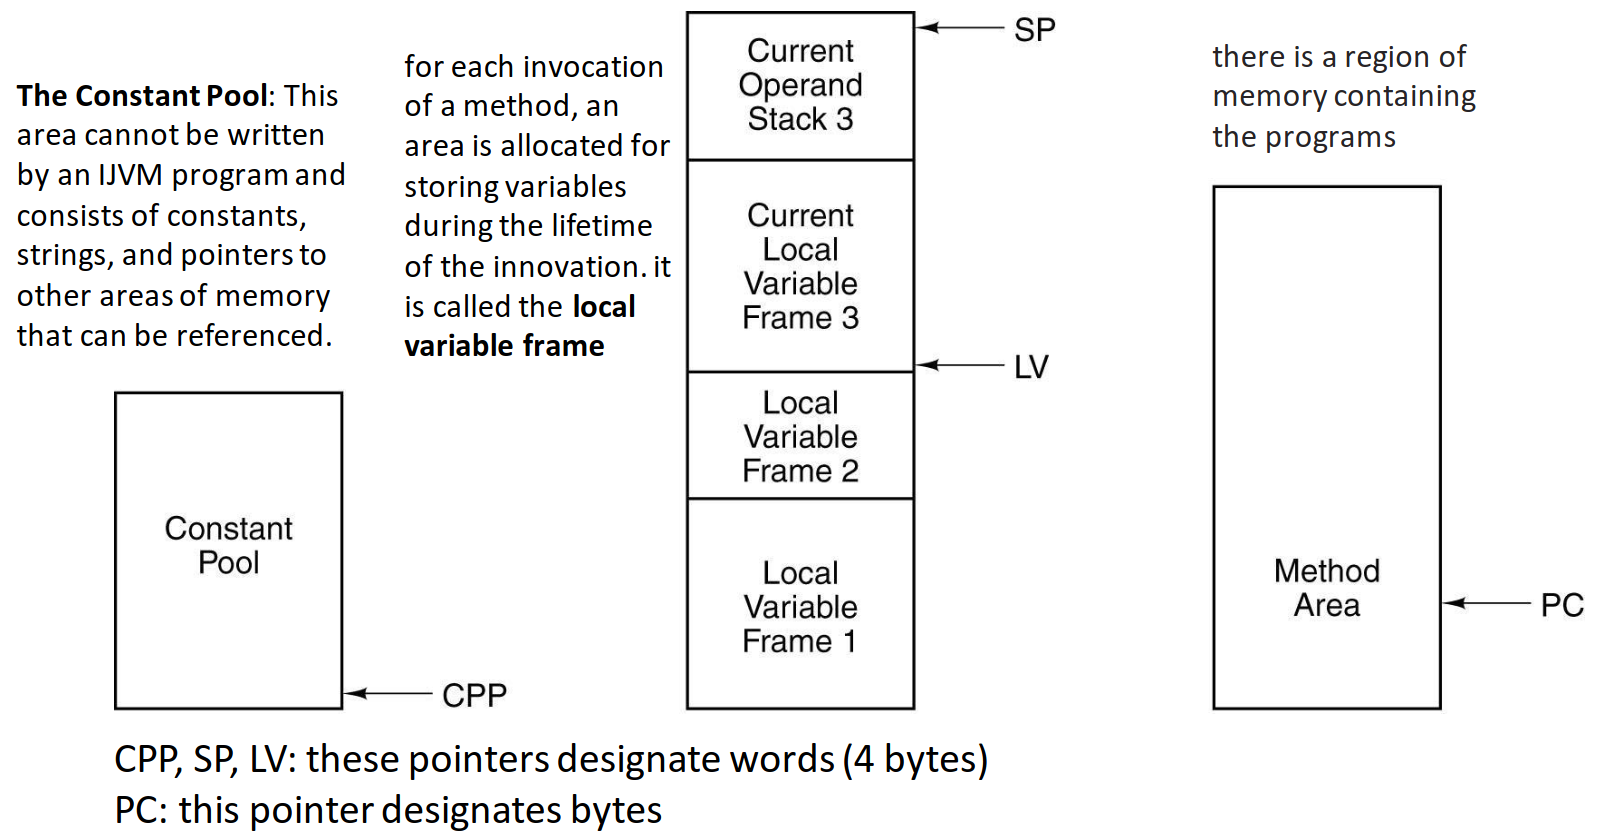 The Constant Pool: This
area cannot be written
by an IJVM program and
consists of constants,
strings, and pointers to
other areas of memory
that can be referenced.
Constant
Pool
CPP
for each invocation
of a method, an
area is allocated for
storing variables
during the lifetime
of the innovation. it
is called the local
variable frame
Current
Operand
Stack 3
SP
Current
Local
Variable
Frame 3
LV
Local
Variable
Frame 2
Local
Variable
Frame 1
there is a region of
memory containing
the programs
Method
Area
PC
CPP, SP, LV: these pointers designate words (4 bytes)
PC: this pointer designates bytes